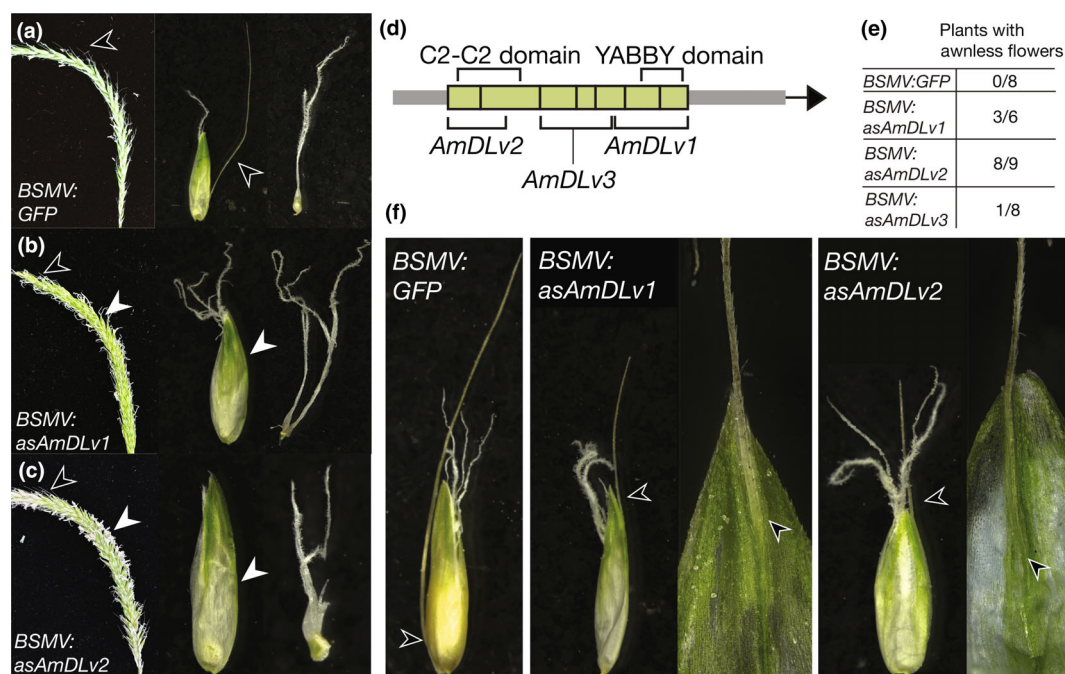 (a)
BSMV:
GFP
(b)
BSMV:
asAmDLv1
(c)
BSMV:
asAmDLv2
(d)
C2-C2 domain
YABBY domain
AmDLv2
AmDLv3
AmDLv1
(e)
Plants with
awnless flowers
BSMV:GFP 0/8
BSMV:
asAmDLv1 3/6
BSMV:
asAmDLv2 8/9
BSMV:
asAmDLv3 1/8
(f)
BSMV:
GFP
BSMV:
asAmDLv1
BSMV:
asAmDLv2